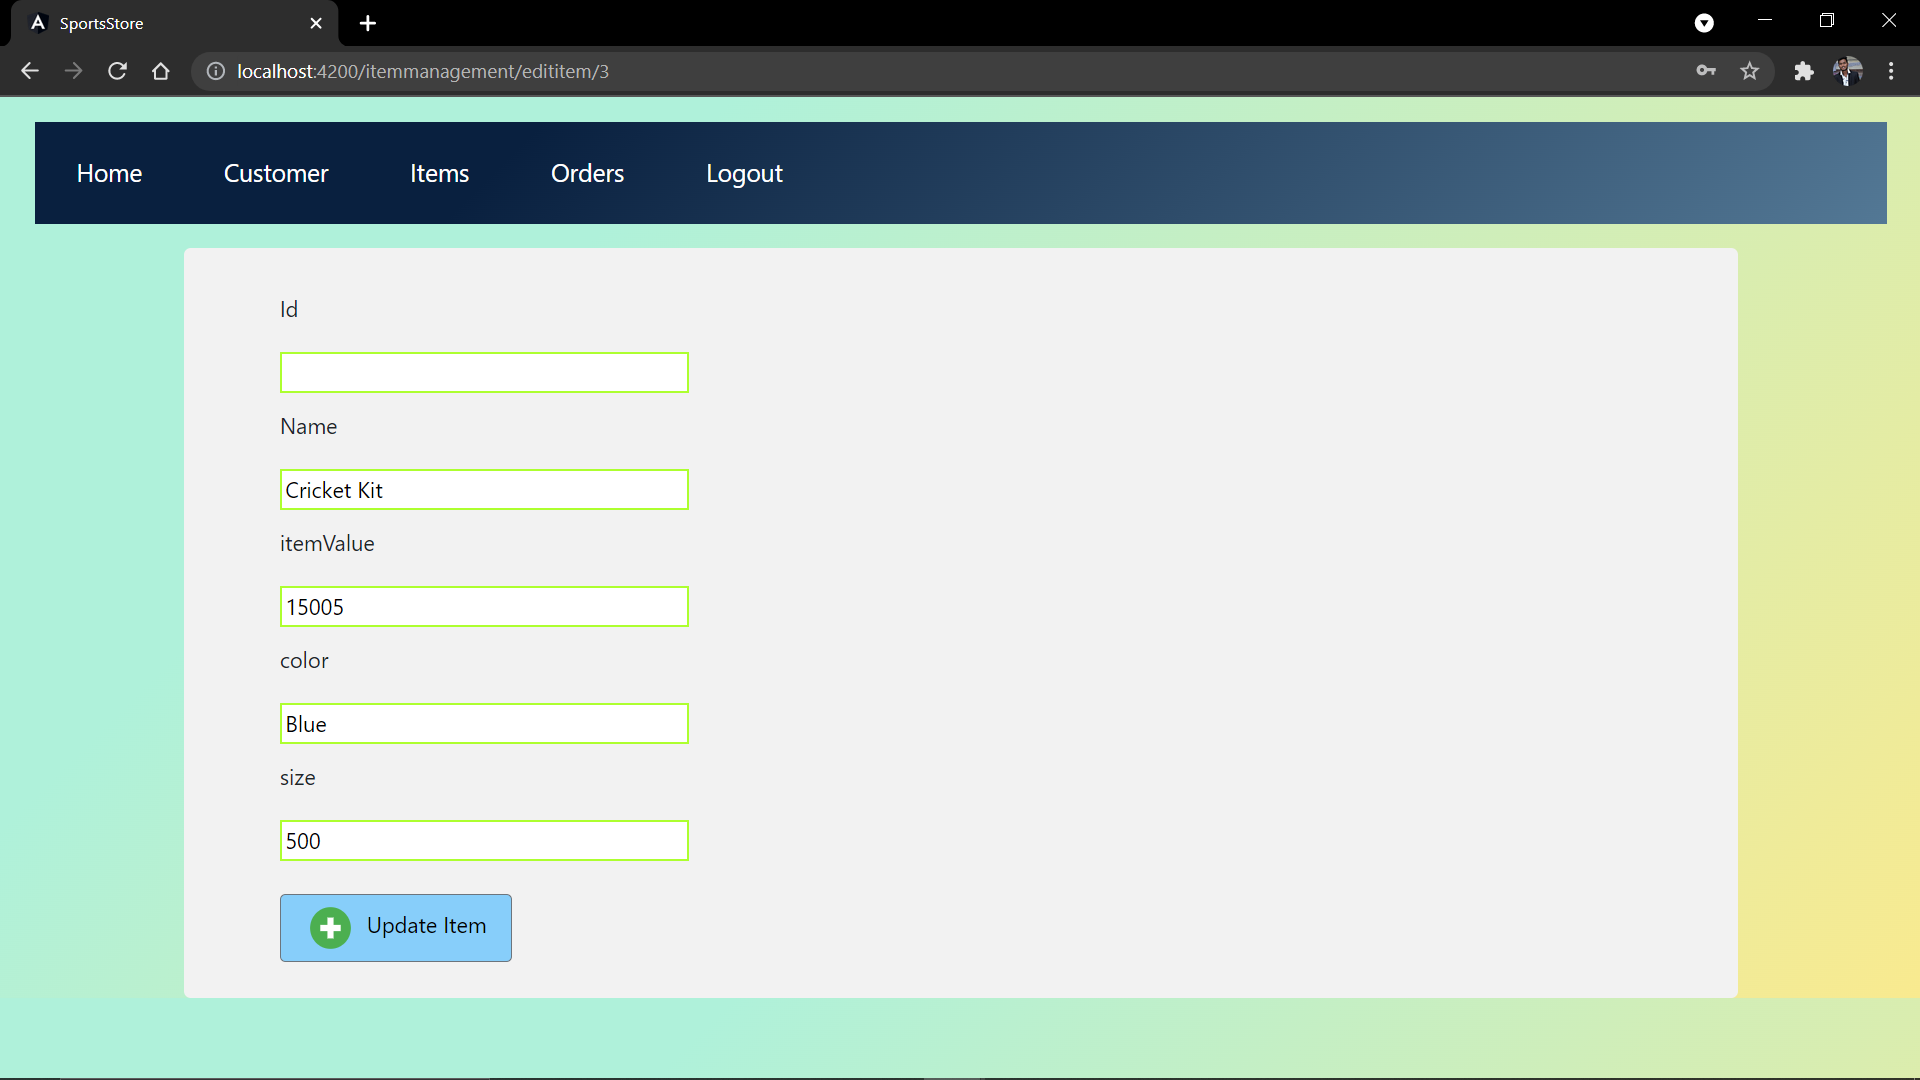 SportsStore
localhost:4200/itemmanagement/edititem/3
Home Customer Items Orders Logout
Id
Name
Cricket Kit
itemValue
15005
color
Blue
size
500
Update Item